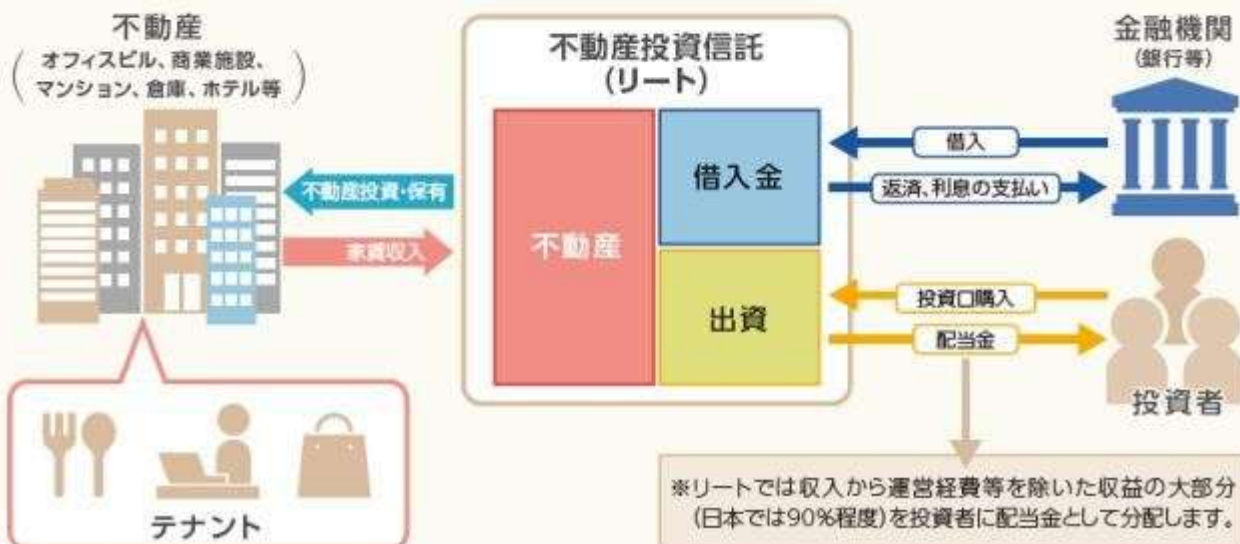 不動産
(オフィスビル、商業施設、
マンション、倉庫、ホテル等)
不動産投資・保有
家賃収入
テナント
不動産投資信託
(リート)
不動産
借入金
出資
借入
返済、利息の支払い
投資口購入
配当金
金融機関
(銀行等)
投資者
※リートでは収入から運営経費等を除いた収益の大部分
(日本では90%程度)を投資者に配当金として分配します。